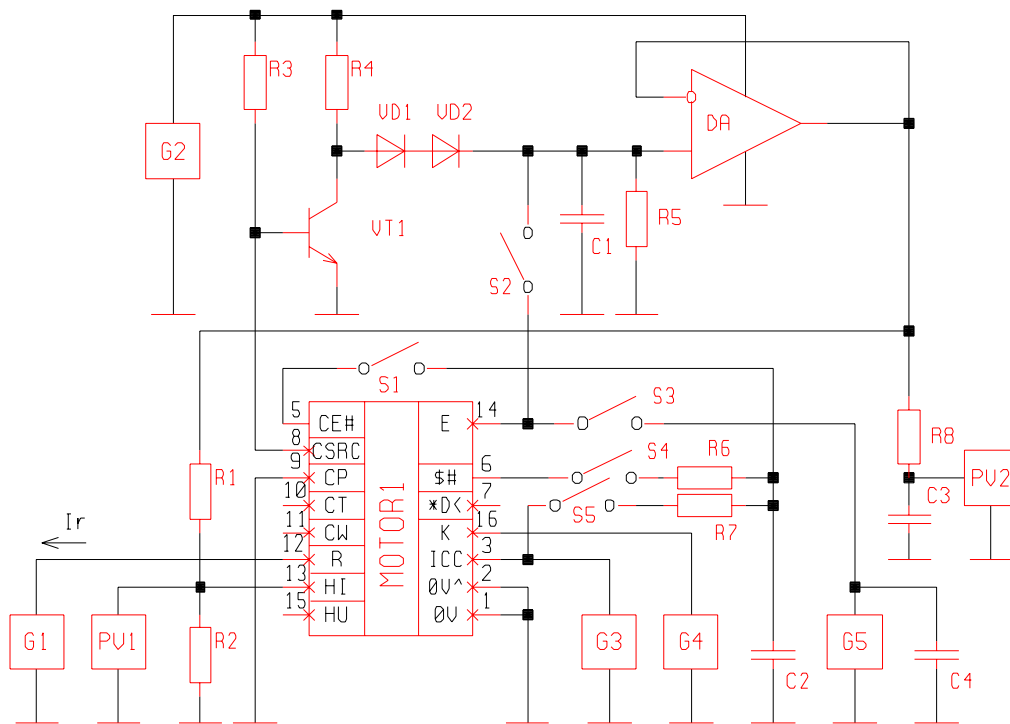 R3
R4
VD1
VD2
DA
G2
VT1
C1
R5
S2
S1
S3
5
CE#
E
14
8
CSRC
S4
R6
R8
9
CP
$#
6
R1
MOTOR1
10
CT
*D<
7
S5
R7
C3
PV2
Ir
11
CW
K
16
12
R
ICC
3
13
HI
0V^
2
15
HU
0V
1
G1
PV1
R2
G3
G4
C2
G5
C4